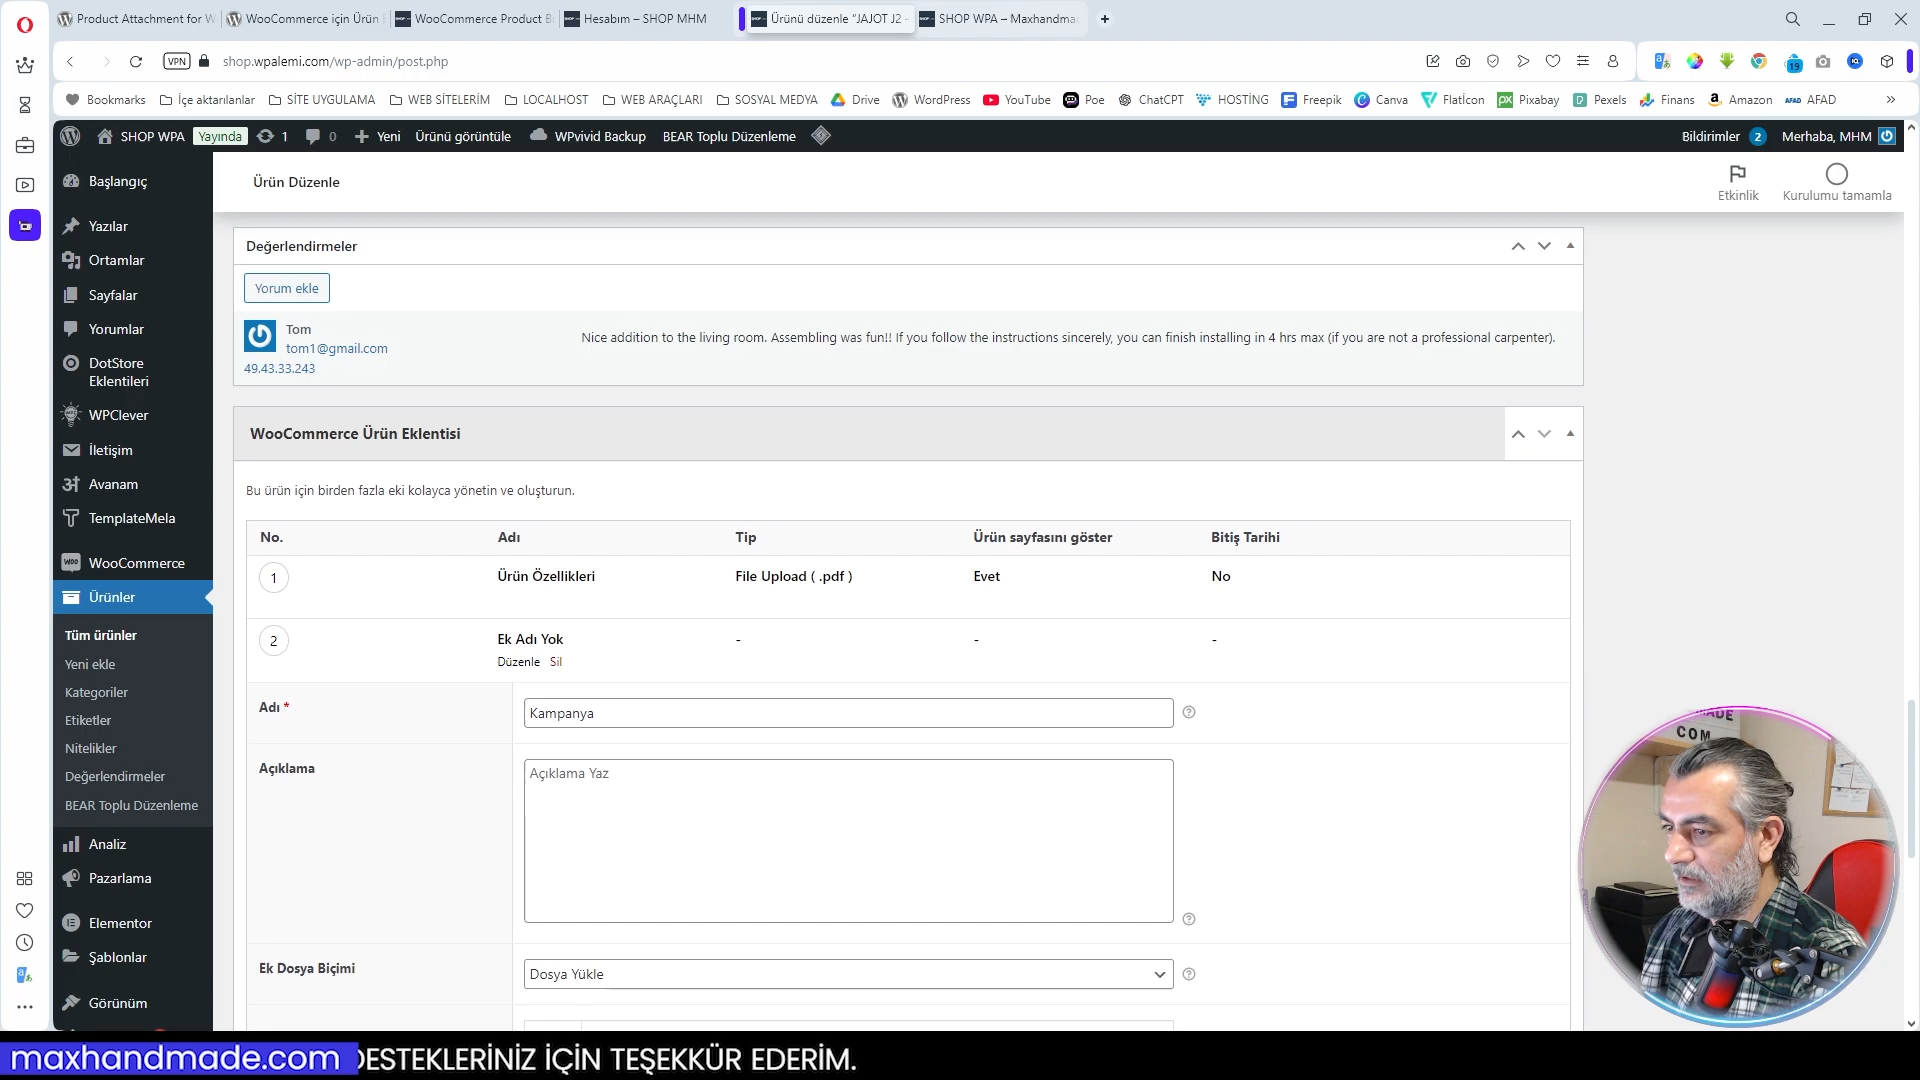 Product Attachment for W
WooCommerce için Ürün
WooCommerce Product B
Hesabım – SHOP MHM
Ürünü düzenle “JAJOT J2 -
SHOP WPA – Maxhandma
VPN
shop.wpalemi.com/wp-admin/post.php
19
Bookmarks
İçe aktarılanlar
SİTE UYGULAMA
WEB SİTELERİM
LOCALHOST
WEB ARAÇLARI
SOSYAL MEDYA
Drive
WordPress
YouTube
Poe
ChatGPT
HOSTİNG
Freepik
Canva
Flatİcon
Pixabay
Pexels
Finans
Amazon
AFAD
SHOP WPA
Yayında
1
0
Yeni
Ürünü görüntüle
WPvivid Backup
BEAR Toplu Düzenleme
Bildirimler 2
Merhaba, MHM
Başlangıç
Yazılar
Ortamlar
Sayfalar
Yorumlar
DotStore
Eklentileri
WPClever
İletişim
Avanam
TemplateMela
WooCommerce
Ürünler
Tüm ürünler
Yeni ekle
Kategoriler
Etiketler
Nitelikler
Değerlendirmeler
BEAR Toplu Düzenleme
Analiz
Pazarlama
Elementor
Şablonlar
Görünüm
Ürün Düzenle
Etkinlik
Kurulumu tamamla
Değerlendirmeler
Yorum ekle
Tom
tom1@gmail.com
49.43.33.243
Nice addition to the living room. Assembling was fun!! If you follow the instructions sincerely, you can finish installing in 4 hrs max (if you are not a professional carpenter).
WooCommerce Ürün Eklentisi
Bu ürün için birden fazla eki kolayca yönetin ve oluşturun.
No. Adı Tip Ürün sayfasını göster Bitiş Tarihi
1 Ürün Özellikleri File Upload ( .pdf ) Evet No
2 Ek Adı Yok - - -
Düzenle Sil
Adı *
Kampanya
Açıklama
Açıklama Yaz
Ek Dosya Biçimi
Dosya Yükle
COM
maxhandmade.com
DESTEKLERİNİZ İÇİN TEŞEKKÜR EDERİM.